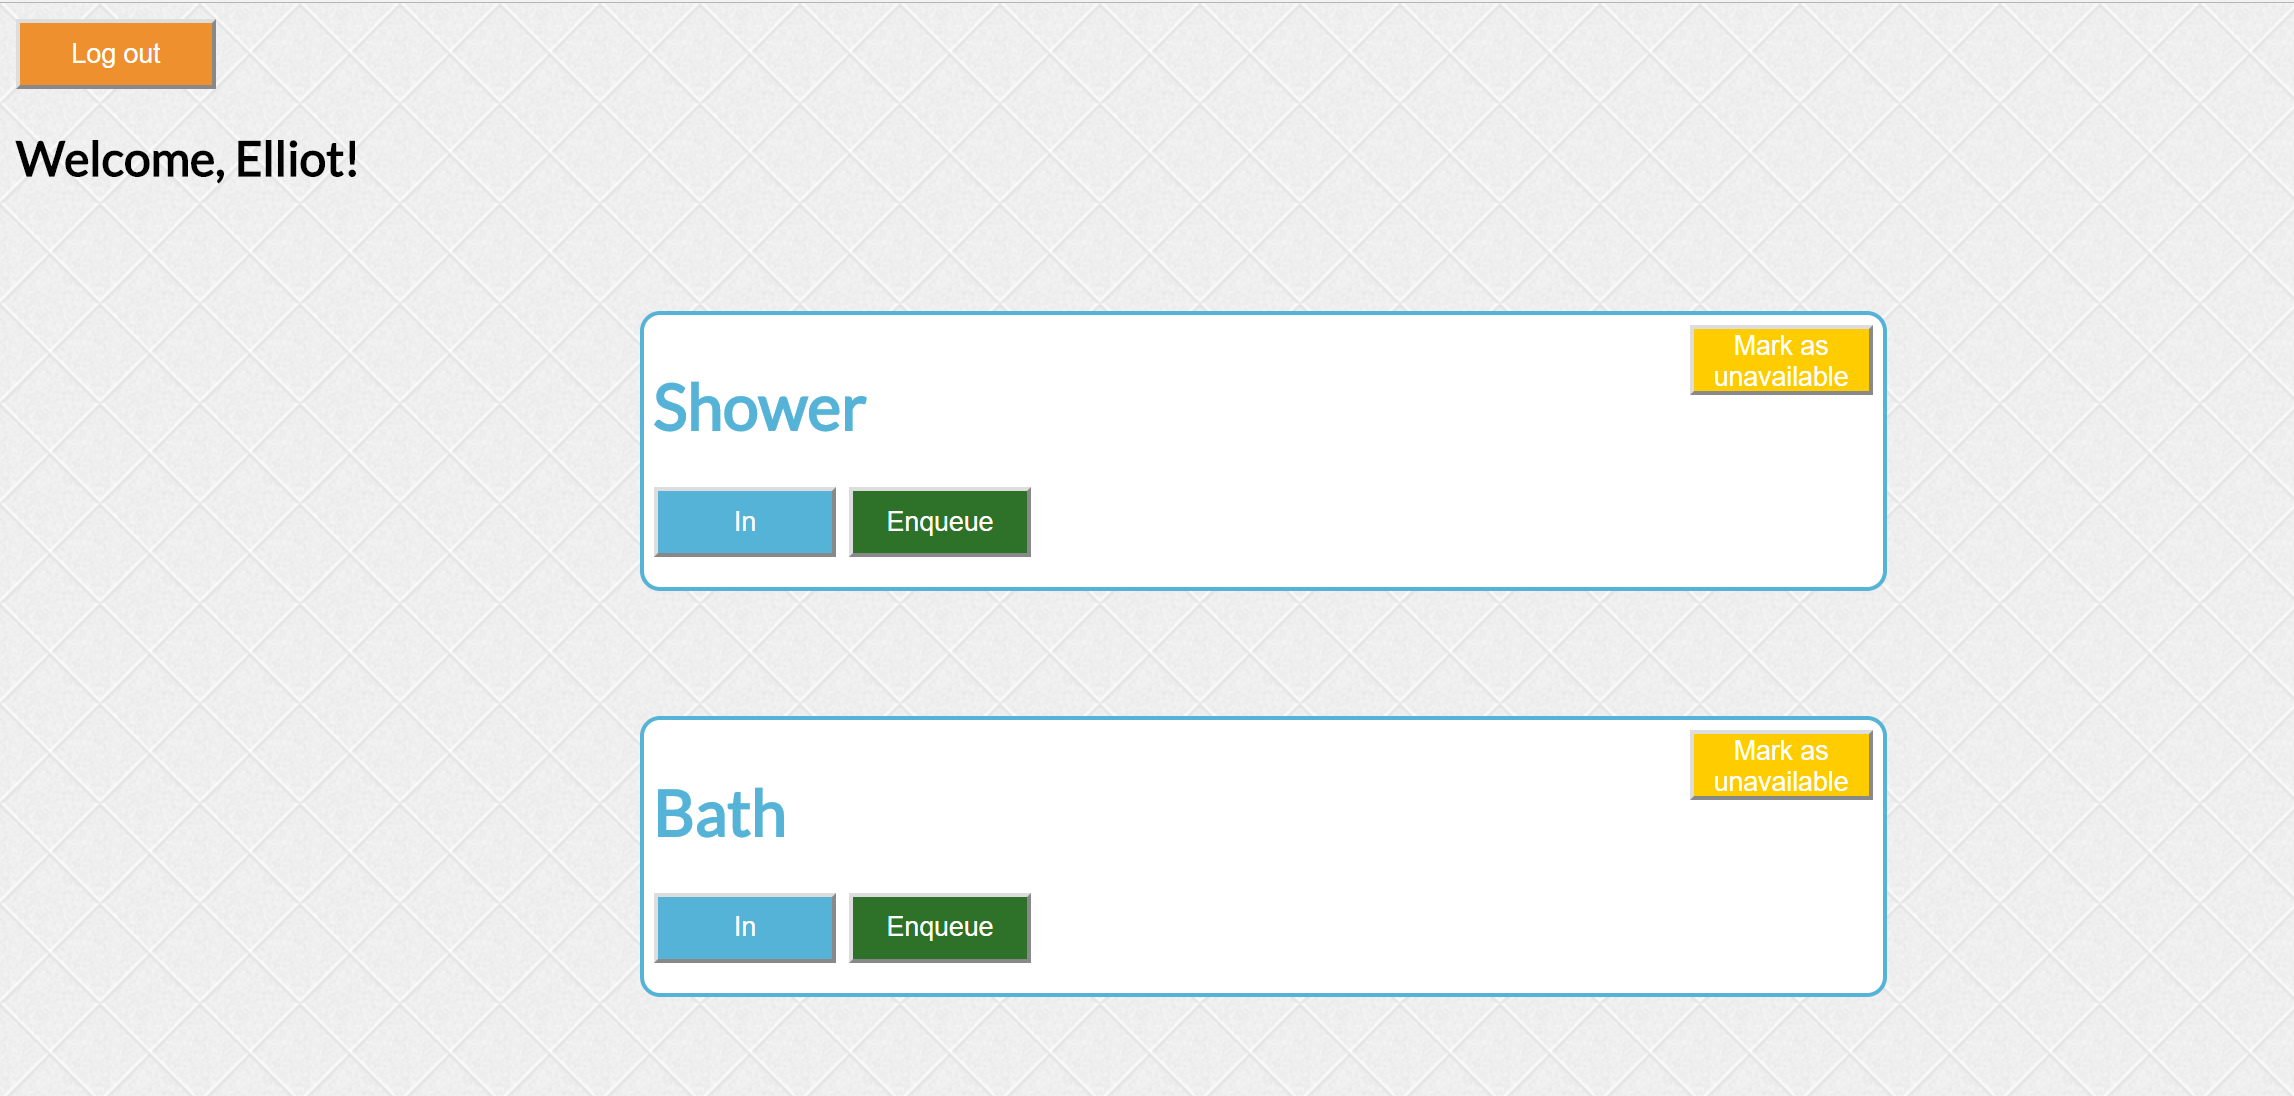 Log out
Welcome, Elliot!
Mark as
unavailable
Shower
In Enqueue
Mark as
unavailable
Bath
In Enqueue